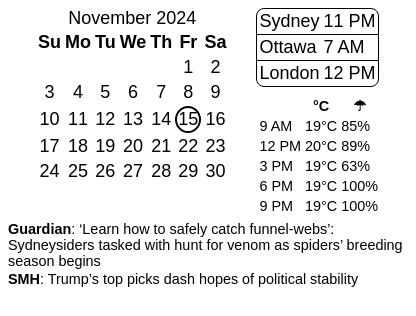 November 2024
Su Mo Tu We Th Fr Sa
1 2
3 4 5 6 7 8 9
10 11 12 13 14 15 16
17 18 19 20 21 22 23
24 25 26 27 28 29 30
Sydney 11 PM
Ottawa 7 AM
London 12 PM
°C ☂
9 AM 19°C 85%
12 PM 20°C 89%
3 PM 19°C 63%
6 PM 19°C 100%
9 PM 19°C 100%
Guardian: ‘Learn how to safely catch funnel-webs’:
Sydneysiders tasked with hunt for venom as spiders’ breeding
season begins
SMH: Trump’s top picks dash hopes of political stability